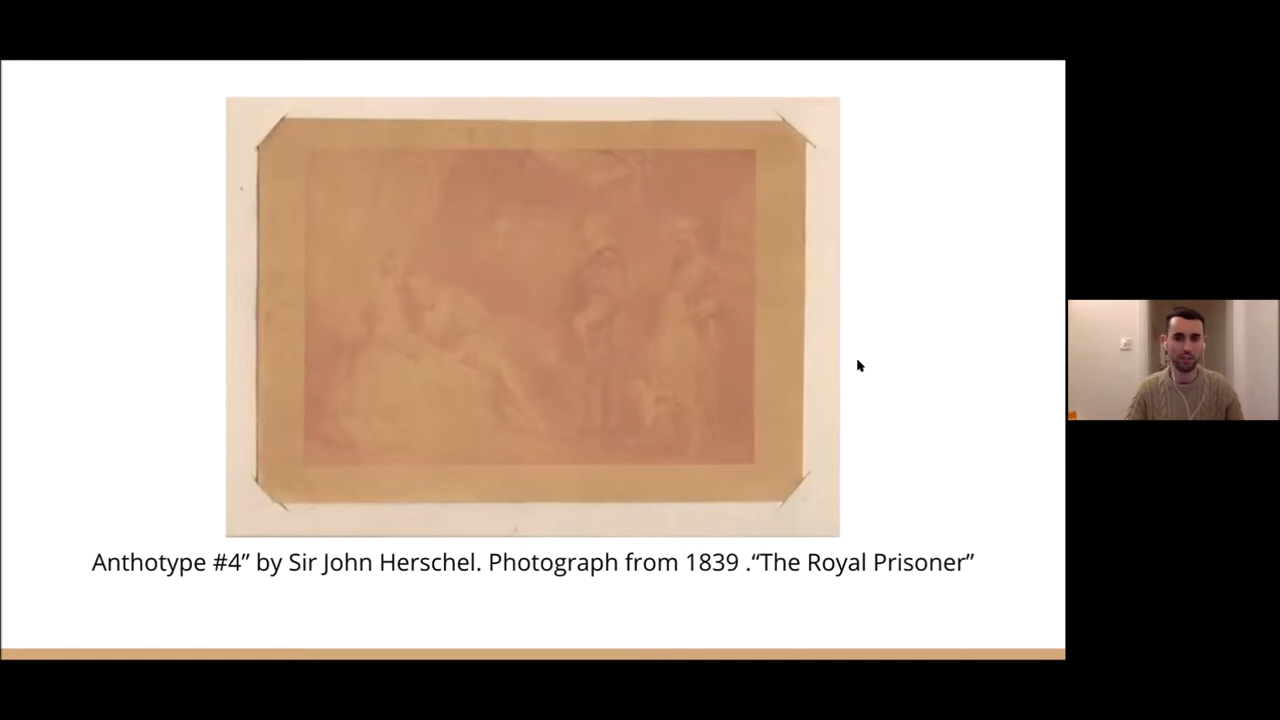 Anthotype #4” by Sir John Herschel. Photograph from 1839 .“The Royal Prisoner”